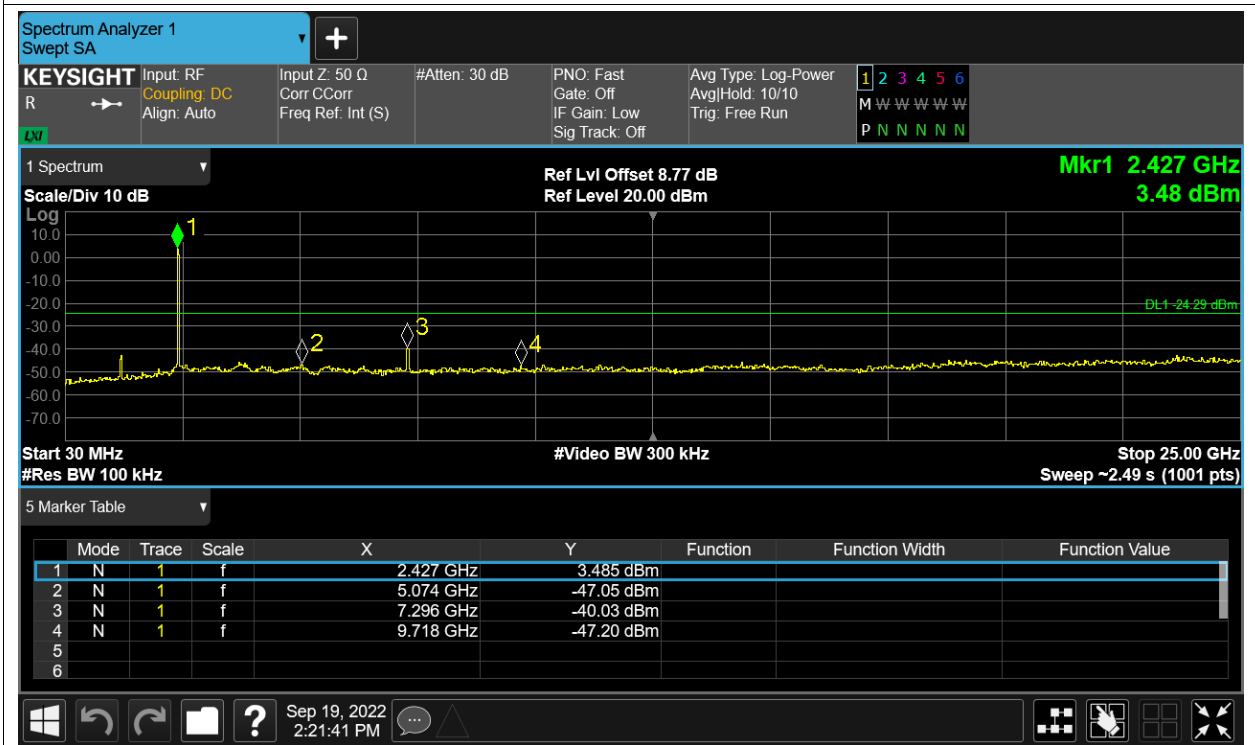 Spectrum Analyzer 1
Swept SA
KEYSIGHT Input: RF Input Z: 50 Ω #Atten: 30 dB PNO: Fast Avg Type: Log-Power 1 2 3 4 5 6
R Coupling: DC Corr CCorr Gate: Off Avg|Hold: 10/10 M W W W W W
Align: Auto Freq Ref: Int (S) IF Gain: Low Trig: Free Run
LXI Sig Track: Off P N N N N N
1 Spectrum Ref Lvl Offset 8.77 dB Mkr1 2.427 GHz
Scale/Div 10 dB Ref Level 20.00 dBm 3.48 dBm
Log
10.0 1
0.00
-10.0
-20.0 DL1 -24.29 dBm
-30.0 3
-40.0 2 4
-50.0
-60.0
-70.0
Start 30 MHz #Video BW 300 kHz Stop 25.00 GHz
#Res BW 100 kHz Sweep ~2.49 s (1001 pts)
5 Marker Table
Mode Trace Scale X Y Function Function Width Function Value
1 N 1 f 2.427 GHz 3.485 dBm
2 N 1 f 5.074 GHz -47.05 dBm
3 N 1 f 7.296 GHz -40.03 dBm
4 N 1 f 9.718 GHz -47.20 dBm
5
6
? Sep 19, 2022
2:21:41 PM